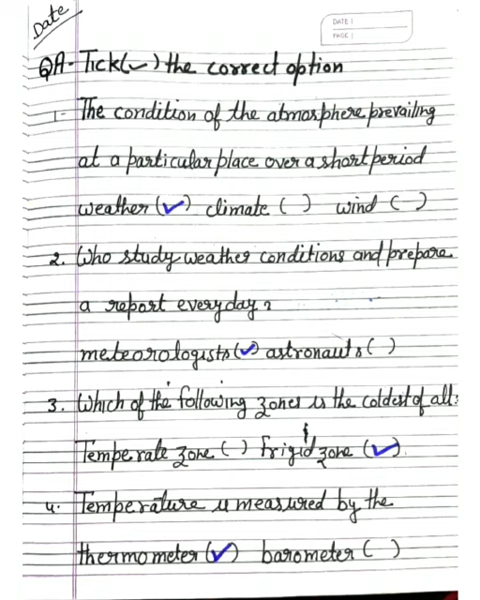 Date
DATE |
PAGE |
QA- Tick(✓) the correct option
1- The condition of the atmosphere prevailing
at a particular place over a short period
weather (✓) climate ( ) wind ( )
2. Who study weather conditions and prepare
a report everyday?
meteorologists(✓) astronauts( )
3. Which of the following zones is the coldest of all:
Temperate zone ( ) Frigid zone (✓).
4. Temperature is measured by the
thermometer(✓) barometer ( )